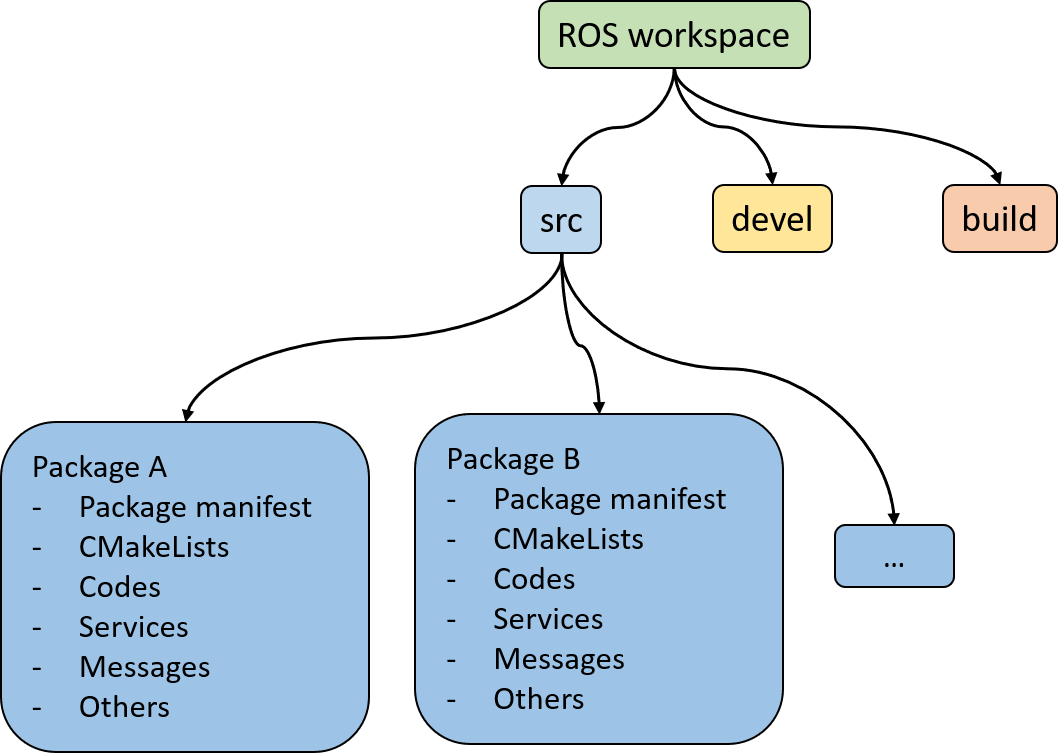 ROS workspace
src
devel
build
Package A
- Package manifest
- CMakeLists
- Codes
- Services
- Messages
- Others
Package B
- Package manifest
- CMakeLists
- Codes
- Services
- Messages
- Others
...